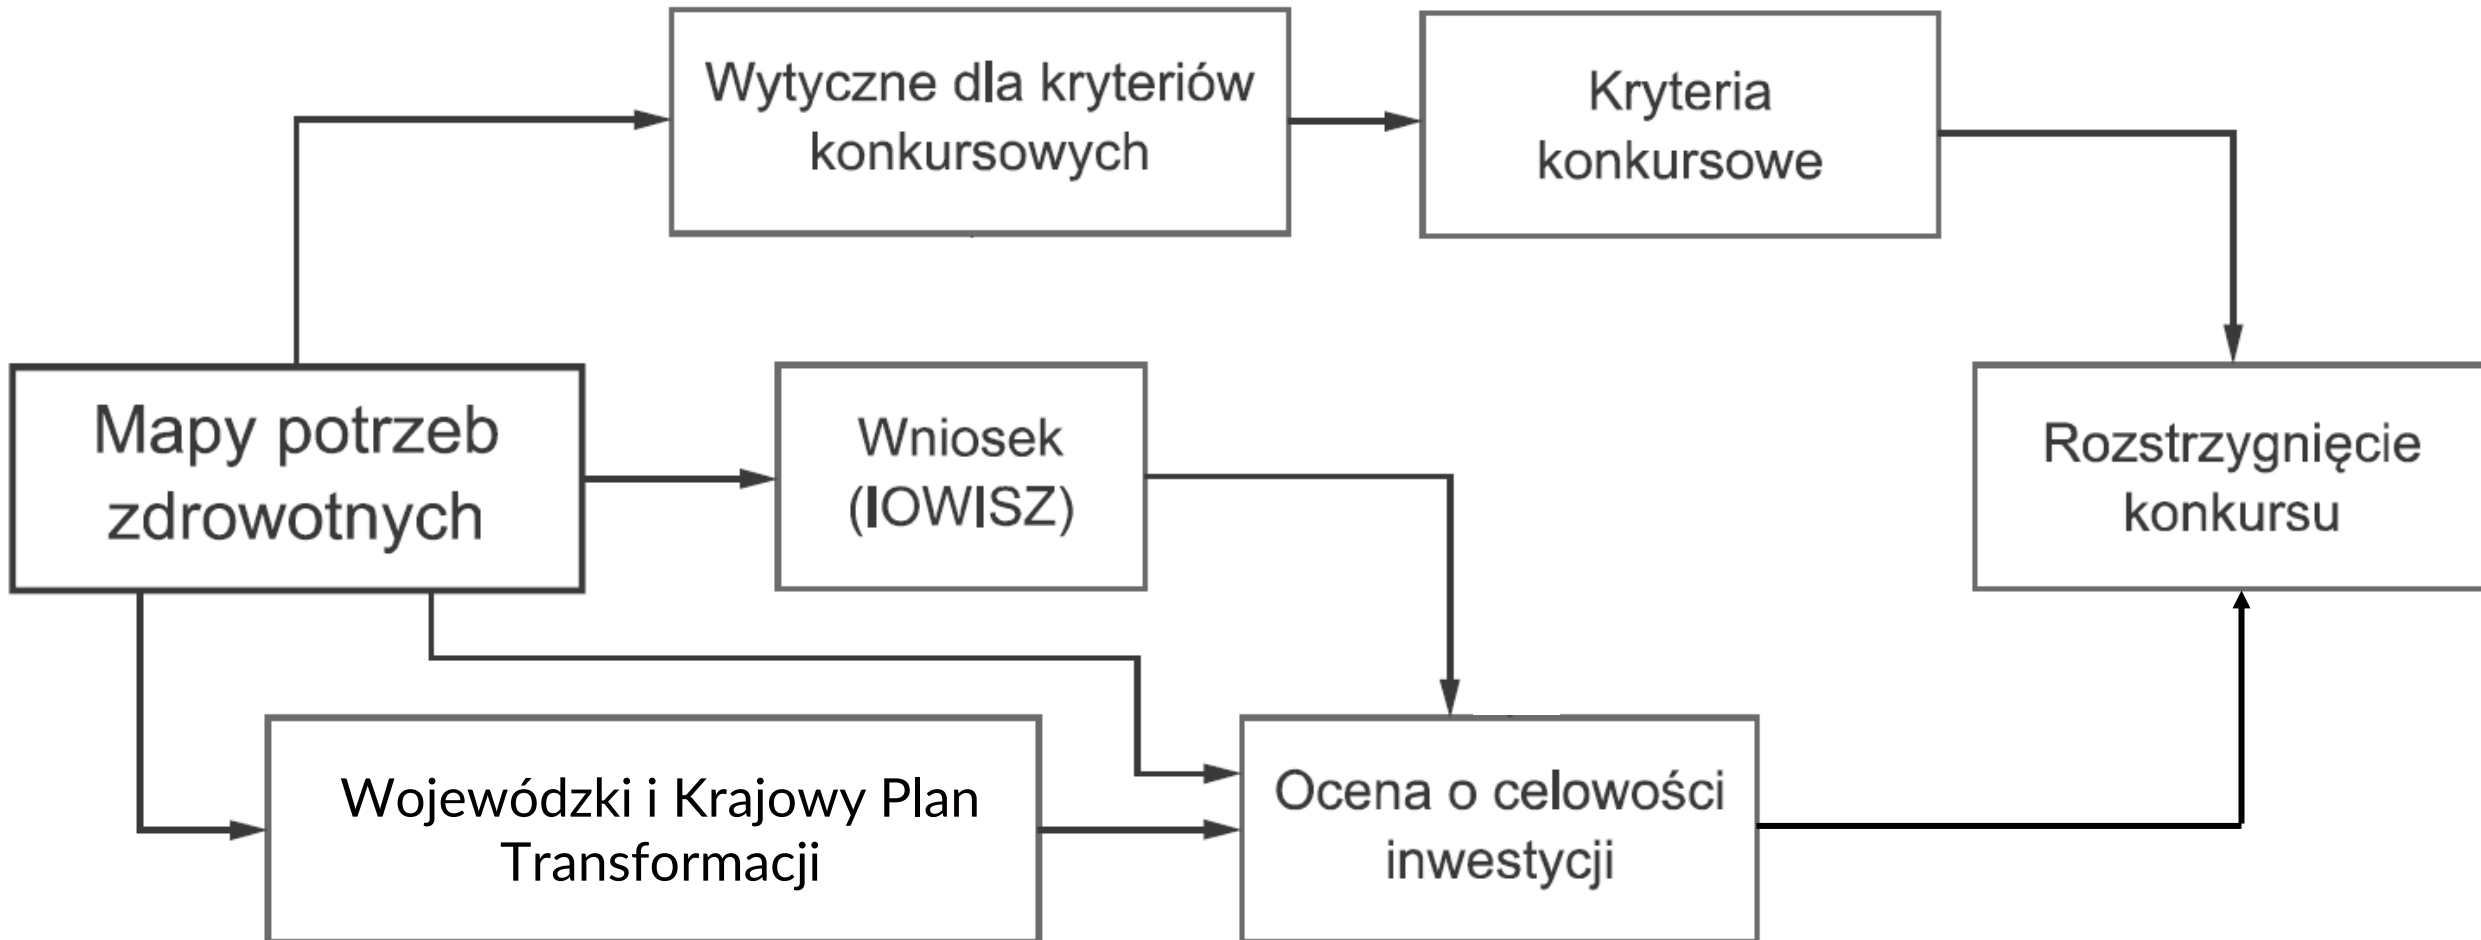 Wytyczne dla kryteriów
konkursowych
Kryteria
konkursowe
Mapy potrzeb
zdrowotnych
Wniosek
(IOWISZ)
Rozstrzygnięcie
konkursu
Wojewódzki i Krajowy Plan
Transformacji
Ocena o celowości
inwestycji